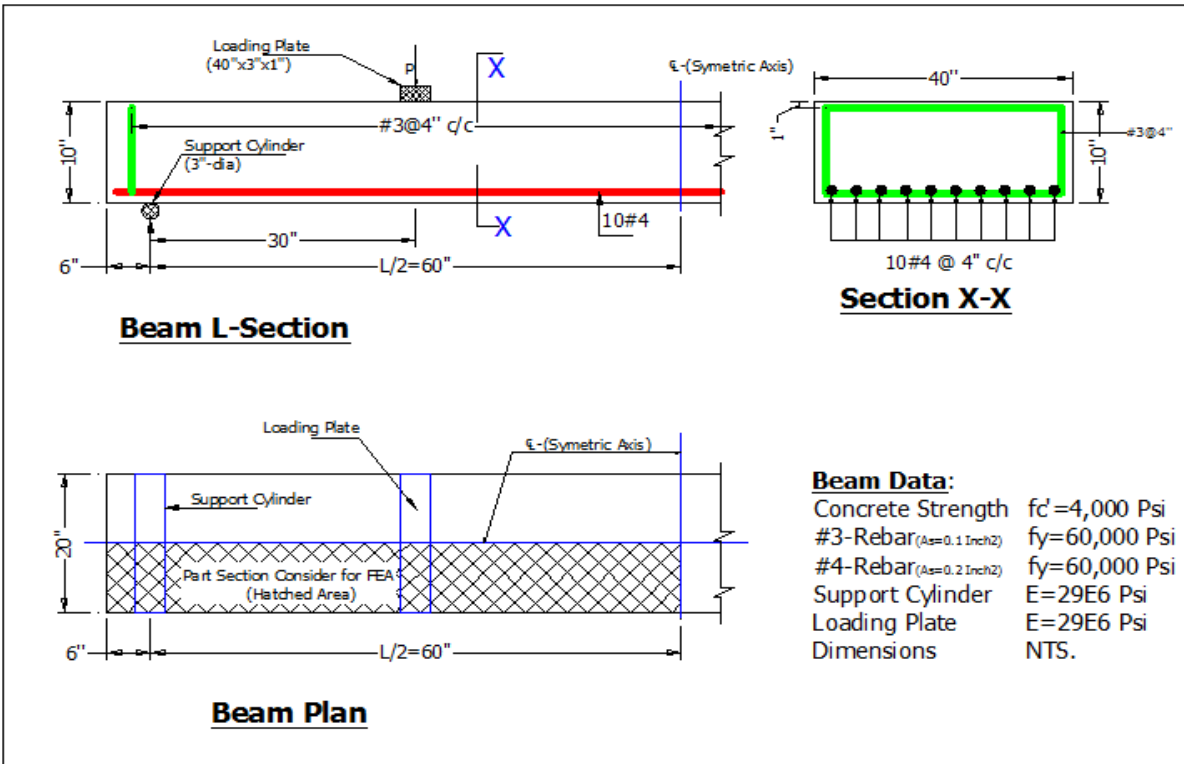 Loading Plate
(40"x3"x1")
P
X
℄-(Symetric Axis)
#3@4" c/c
Support Cylinder
(3"-dia)
10"
10#4
X
30"
6"
L/2=60"
Beam L-Section
40"
1"
#3@4"
10"
10#4 @ 4" c/c
Section X-X
Loading Plate
℄-(Symetric Axis)
Support Cylinder
20"
Part Section Consider for FEA
(Hatched Area)
6"
L/2=60"
Beam Plan
Beam Data:
Concrete Strength fc'=4,000 Psi
#3-Rebar(As=0.1 Inch2) fy=60,000 Psi
#4-Rebar(As=0.2 Inch2) fy=60,000 Psi
Support Cylinder E=29E6 Psi
Loading Plate E=29E6 Psi
Dimensions NTS.